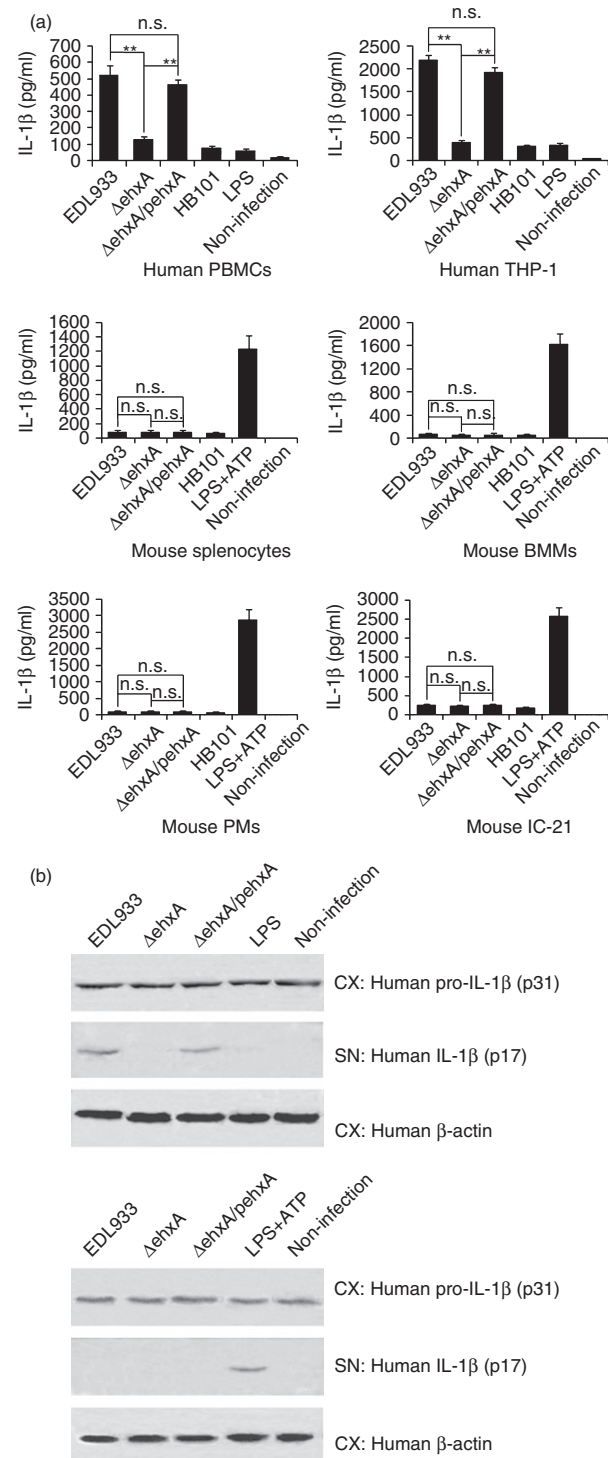 (a)
n.s.
**
**
IL-1β (pg/ml)
700
600
500
400
300
200
100
0
EDL933
ΔehxA
ΔehxA/pehxA
HB101
LPS
Non-infection
Human PBMCs
n.s.
**
**
IL-1β (pg/ml)
2500
2000
1500
1000
500
0
EDL933
ΔehxA
ΔehxA/pehxA
HB101
LPS
Non-infection
Human THP-1
IL-1β (pg/ml)
1600
1400
1200
1000
800
600
400
200
0
n.s.
n.s.
n.s.
EDL933
ΔehxA
ΔehxA/pehxA
HB101
LPS+ATP
Non-infection
Mouse splenocytes
IL-1β (pg/ml)
2000
1600
1200
800
400
0
n.s.
n.s.
n.s.
EDL933
ΔehxA
ΔehxA/pehxA
HB101
LPS+ATP
Non-infection
Mouse BMMs
IL-1β (pg/ml)
3500
3000
2500
2000
1500
1000
500
0
n.s.
n.s.
n.s.
EDL933
ΔehxA
ΔehxA/pehxA
HB101
LPS+ATP
Non-infection
Mouse PMs
IL-1β (pg/ml)
3000
2500
2000
1500
1000
500
0
n.s.
n.s.
n.s.
EDL933
ΔehxA
ΔehxA/pehxA
HB101
LPS+ATP
Non-infection
Mouse IC-21
(b)
EDL933
ΔehxA
ΔehxA/pehxA
LPS
Non-infection
CX: Human pro-IL-1β (p31)
SN: Human IL-1β (p17)
CX: Human β-actin
EDL933
ΔehxA
ΔehxA/pehxA
LPS+ATP
Non-infection
CX: Human pro-IL-1β (p31)
SN: Human IL-1β (p17)
CX: Human β-actin